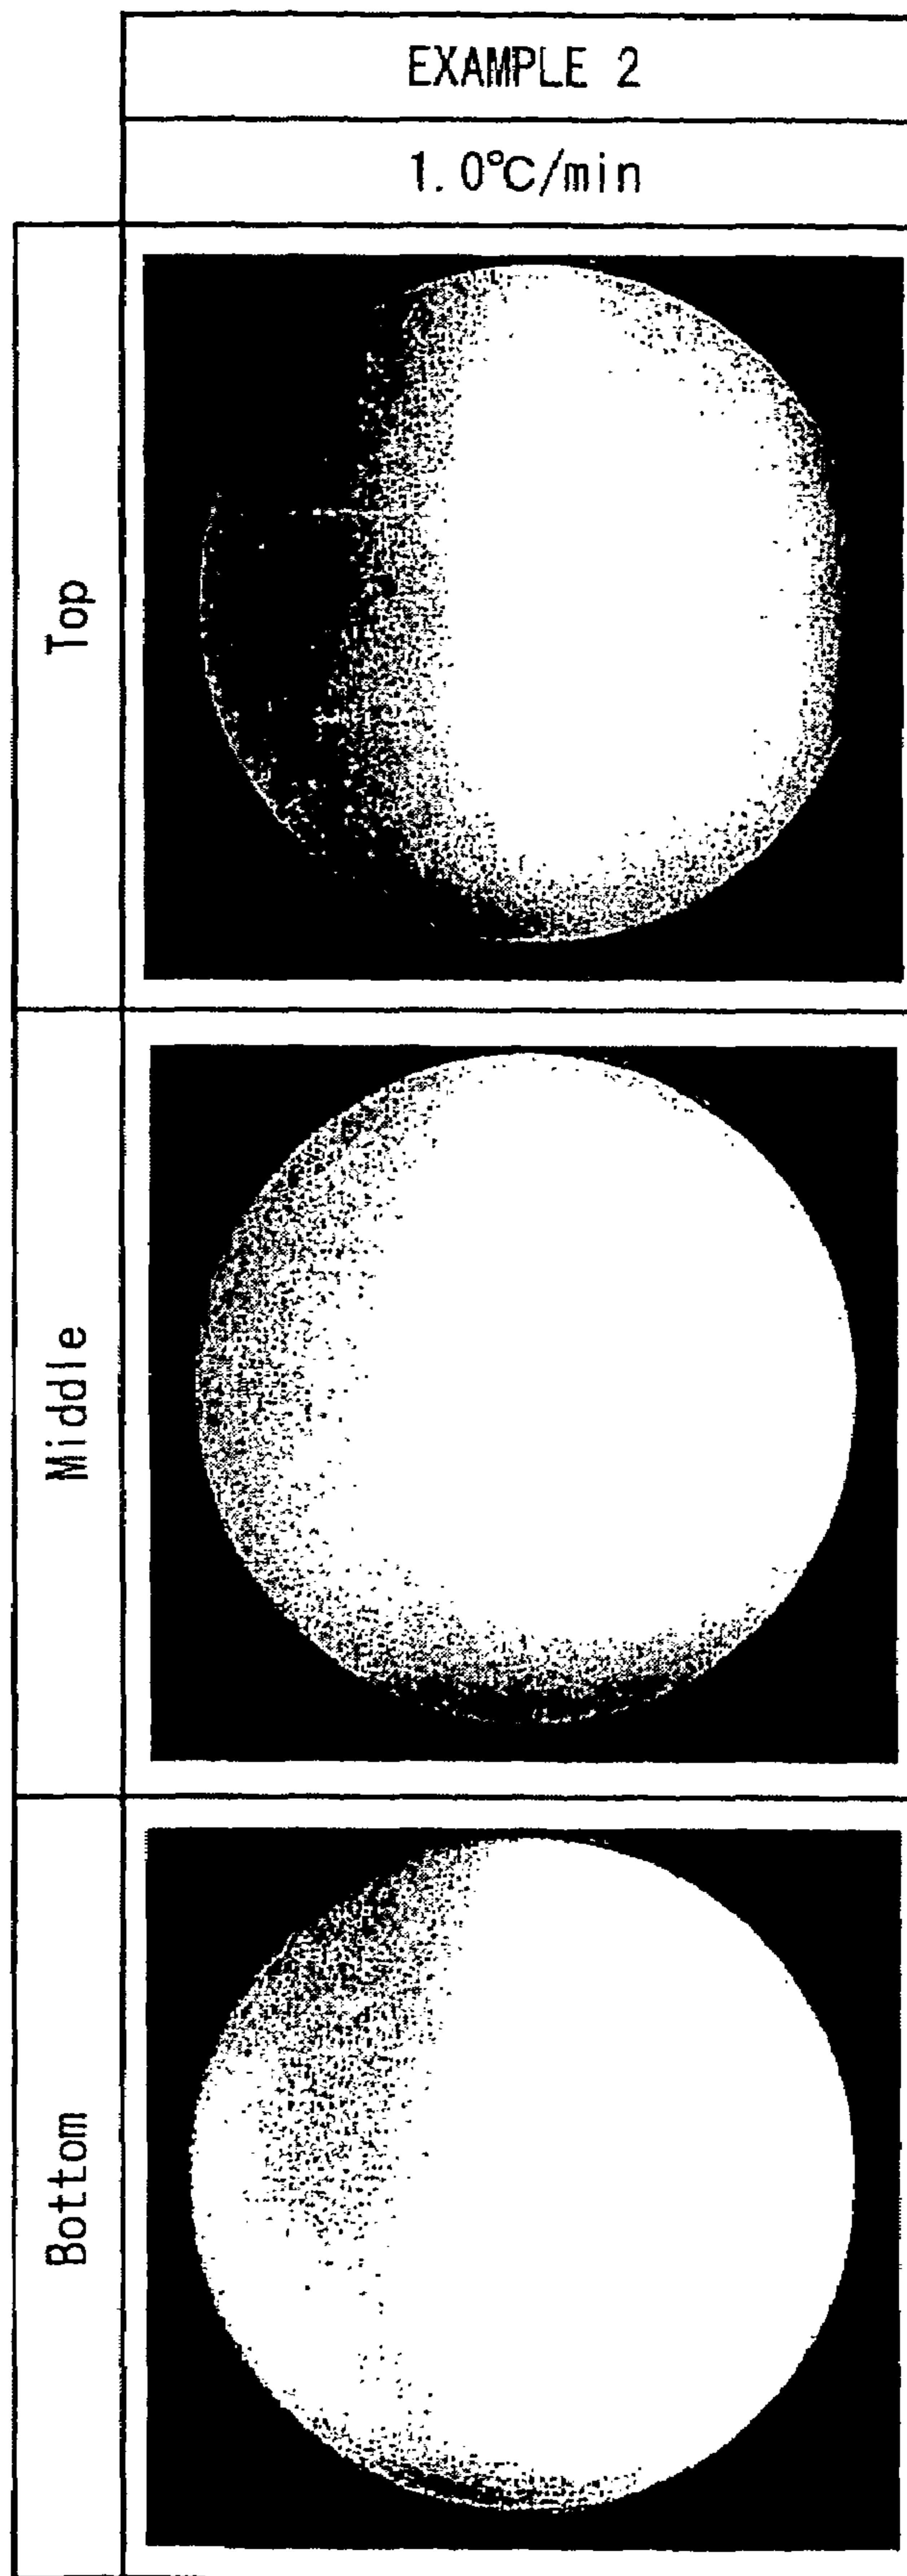 EXAMPLE 2
1.0℃/min
Top
Middle
Bottom